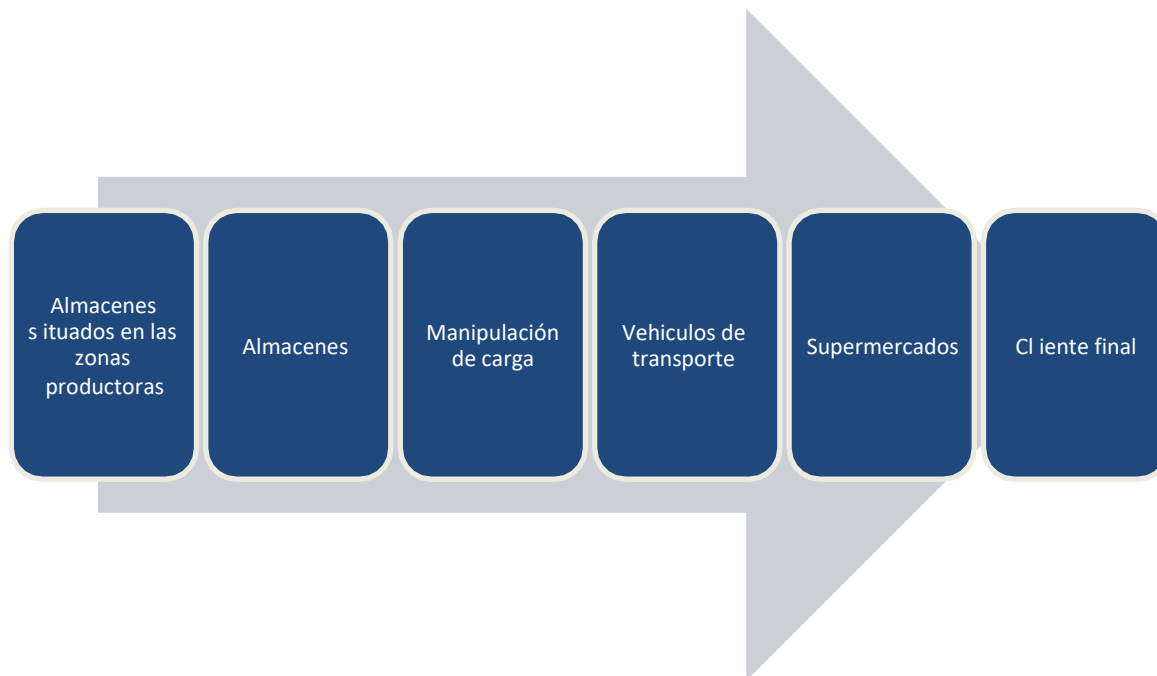 Almacenes
s ituados en las
zonas
productoras
Almacenes
Manipulación
de carga
Vehiculos de
transporte
Supermercados
Cl iente final